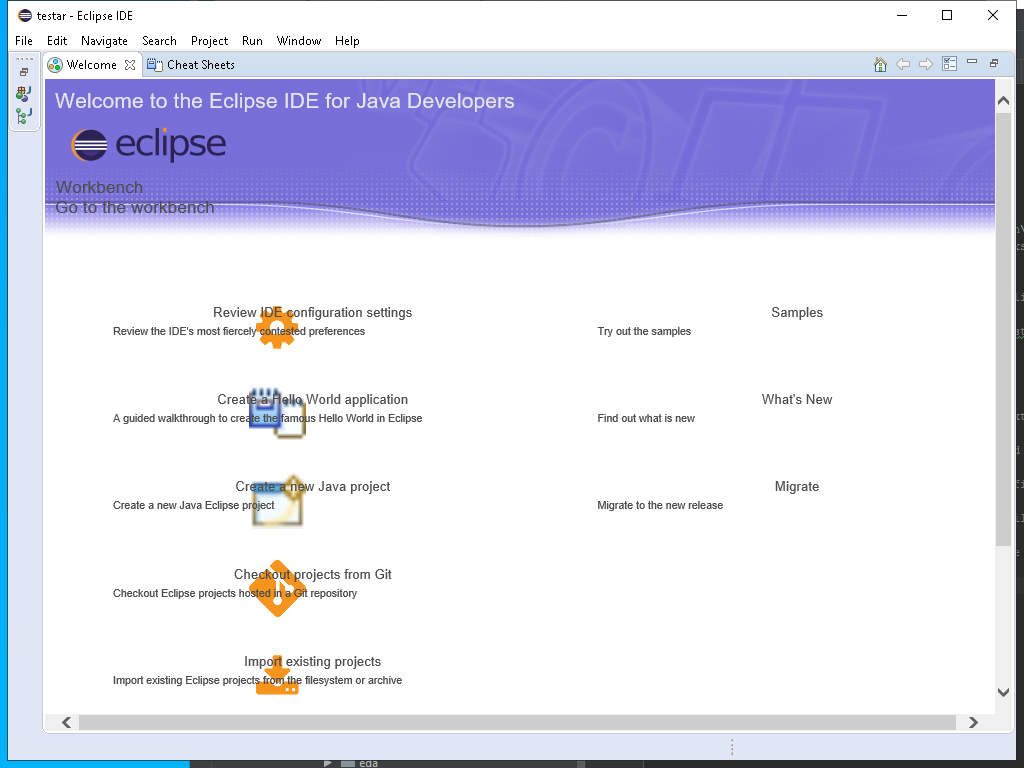 testar - Eclipse IDE
File Edit Navigate Search Project Run Window Help
Welcome Cheat Sheets
Welcome to the Eclipse IDE for Java Developers
eclipse
Workbench
Go to the workbench
Review IDE configuration settings
Review the IDE's most fiercely contested preferences
Samples
Try out the samples
Create a Hello World application
A guided walkthrough to create the famous Hello World in Eclipse
What's New
Find out what is new
Create a new Java project
Create a new Java Eclipse project
Migrate
Migrate to the new release
Checkout projects from Git
Checkout Eclipse projects hosted in a Git repository
Import existing projects
Import existing Eclipse projects from the filesystem or archive
eda